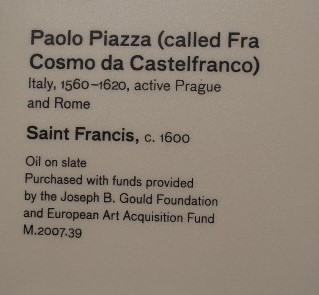 Paolo Piazza (called Fra
Cosmo da Castelfranco)
Italy, 1560–1620, active Prague
and Rome
Saint Francis, c. 1600
Oil on slate
Purchased with funds provided
by the Joseph B. Gould Foundation
and European Art Acquisition Fund
M.2007.39